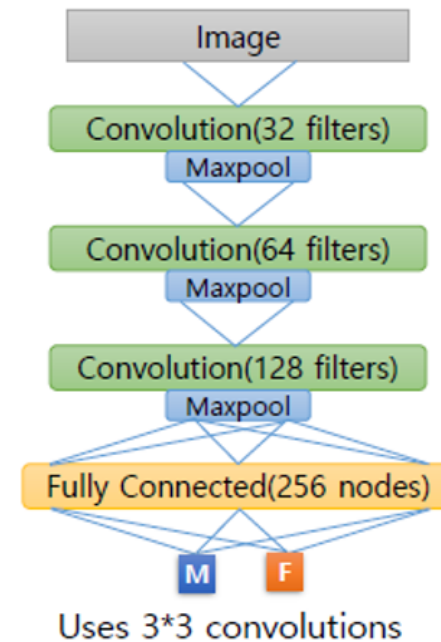 Image
Convolution(32 filters)
Maxpool
Convolution(64 filters)
Maxpool
Convolution(128 filters)
Maxpool
Fully Connected(256 nodes)
M F
Uses 3*3 convolutions